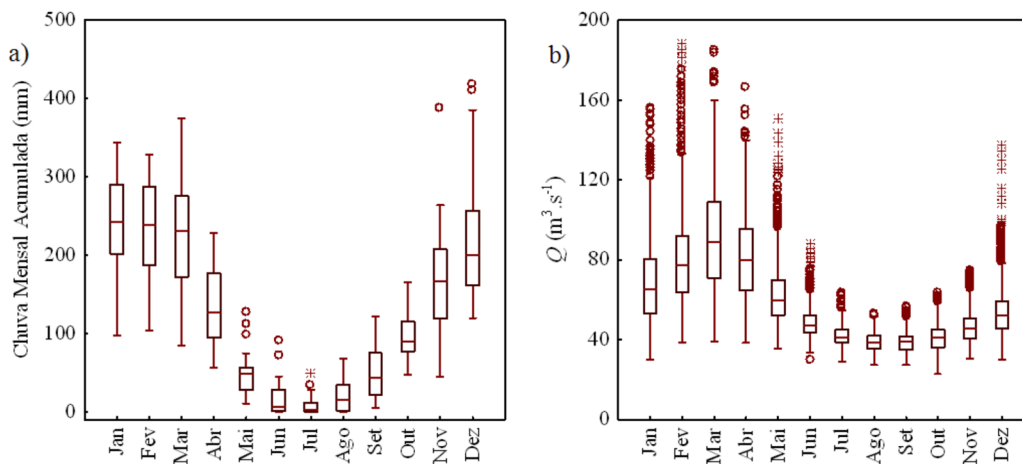 a)
Chuva Mensal Acumulada (mm)
500
400
300
200
100
0
Jan Fev Mar Abr Mai Jun Jul Ago Set Out Nov Dez
b)
Q (m³.s⁻¹)
200
160
120
80
40
0
Jan Fev Mar Abr Mai Jun Jul Ago Set Out Nov Dez